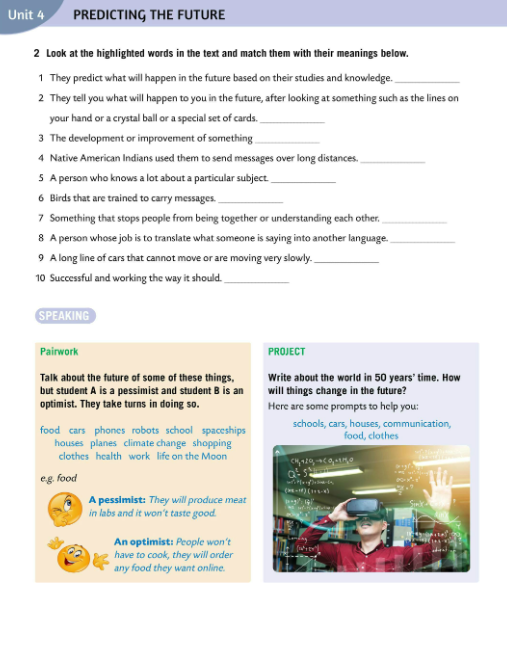 Unit 4
PREDICTING THE FUTURE
2 Look at the highlighted words in the text and match them with their meanings below.
1 They predict what will happen in the future based on their studies and knowledge. ____________
2 They tell you what will happen to you in the future, after looking at something such as the lines on
your hand or a crystal ball or a special set of cards. ____________
3 The development or improvement of something ____________
4 Native American Indians used them to send messages over long distances. ____________
5 A person who knows a lot about a particular subject. ____________
6 Birds that are trained to carry messages. ____________
7 Something that stops people from being together or understanding each other. ____________
8 A person whose job is to translate what someone is saying into another language. ____________
9 A long line of cars that cannot move or are moving very slowly. ____________
10 Successful and working the way it should. ____________
SPEAKING
Pairwork
Talk about the future of some of these things,
but student A is a pessimist and student B is an
optimist. They take turns in doing so.
food cars phones robots school spaceships
houses planes climate change shopping
clothes health work life on the Moon
e.g. food
A pessimist: They will produce meat
in labs and it won't taste good.
An optimist: People won't
have to cook, they will order
any food they want online.
PROJECT
Write about the world in 50 years' time. How
will things change in the future?
Here are some prompts to help you:
schools, cars, houses, communication,
food, clothes